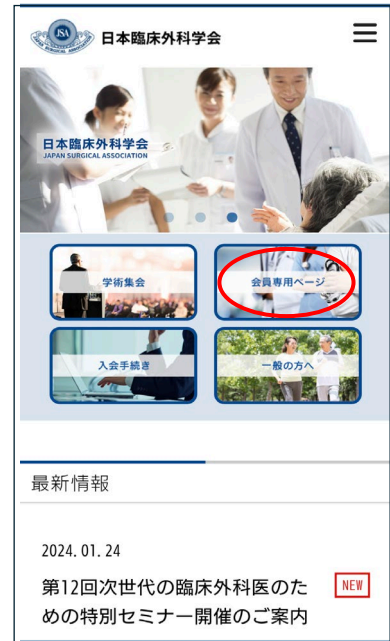 JSA
JAPAN SURGICAL ASSOCIATION
日本臨床外科学会
日本臨床外科学会
JAPAN SURGICAL ASSOCIATION
学術集会
会員専用ページ
入会手続き
一般の方へ
最新情報
2024.01.24
第12回次世代の臨床外科医のた
めの特別セミナー開催のご案内
NEW